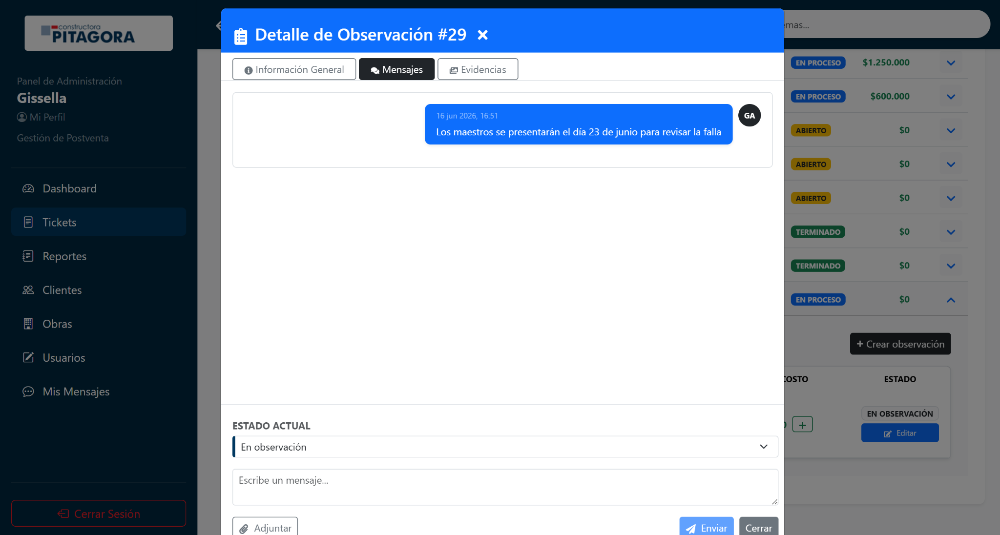 constructora
PITAGORA
Panel de Administración
Gissella
Mi Perfil
Gestión de Postventa
Dashboard
Tickets
Reportes
Clientes
Obras
Usuarios
Mis Mensajes
Cerrar Sesión
Detalle de Observación #29
Información General
Mensajes
Evidencias
16 jun 2026, 16:51
Los maestros se presentarán el día 23 de junio para revisar la falla
GA
ESTADO ACTUAL
En observación
Escribe un mensaje...
Adjuntar
Enviar
Cerrar
emas...
EN PROCESO $1.250.000
EN PROCESO $600.000
ABIERTO $0
ABIERTO $0
ABIERTO $0
TERMINADO $0
TERMINADO $0
EN PROCESO $0
+ Crear observación
COSTO ESTADO
EN OBSERVACIÓN
+
Editar